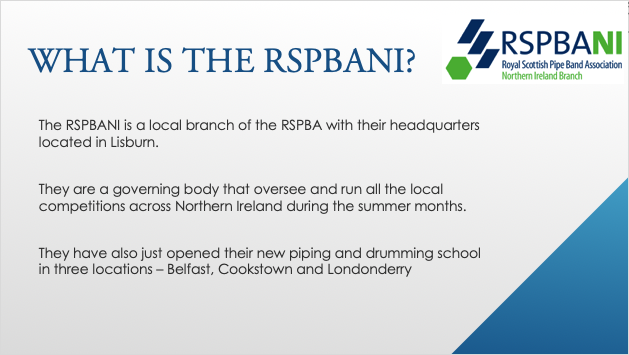 WHAT IS THE RSPBANI?
RSPBANI
Royal Scottish Pipe Band Association
Northern Ireland Branch
The RSPBANI is a local branch of the RSPBA with their headquarters
located in Lisburn.
They are a governing body that oversee and run all the local
competitions across Northern Ireland during the summer months.
They have also just opened their new piping and drumming school
in three locations – Belfast, Cookstown and Londonderry